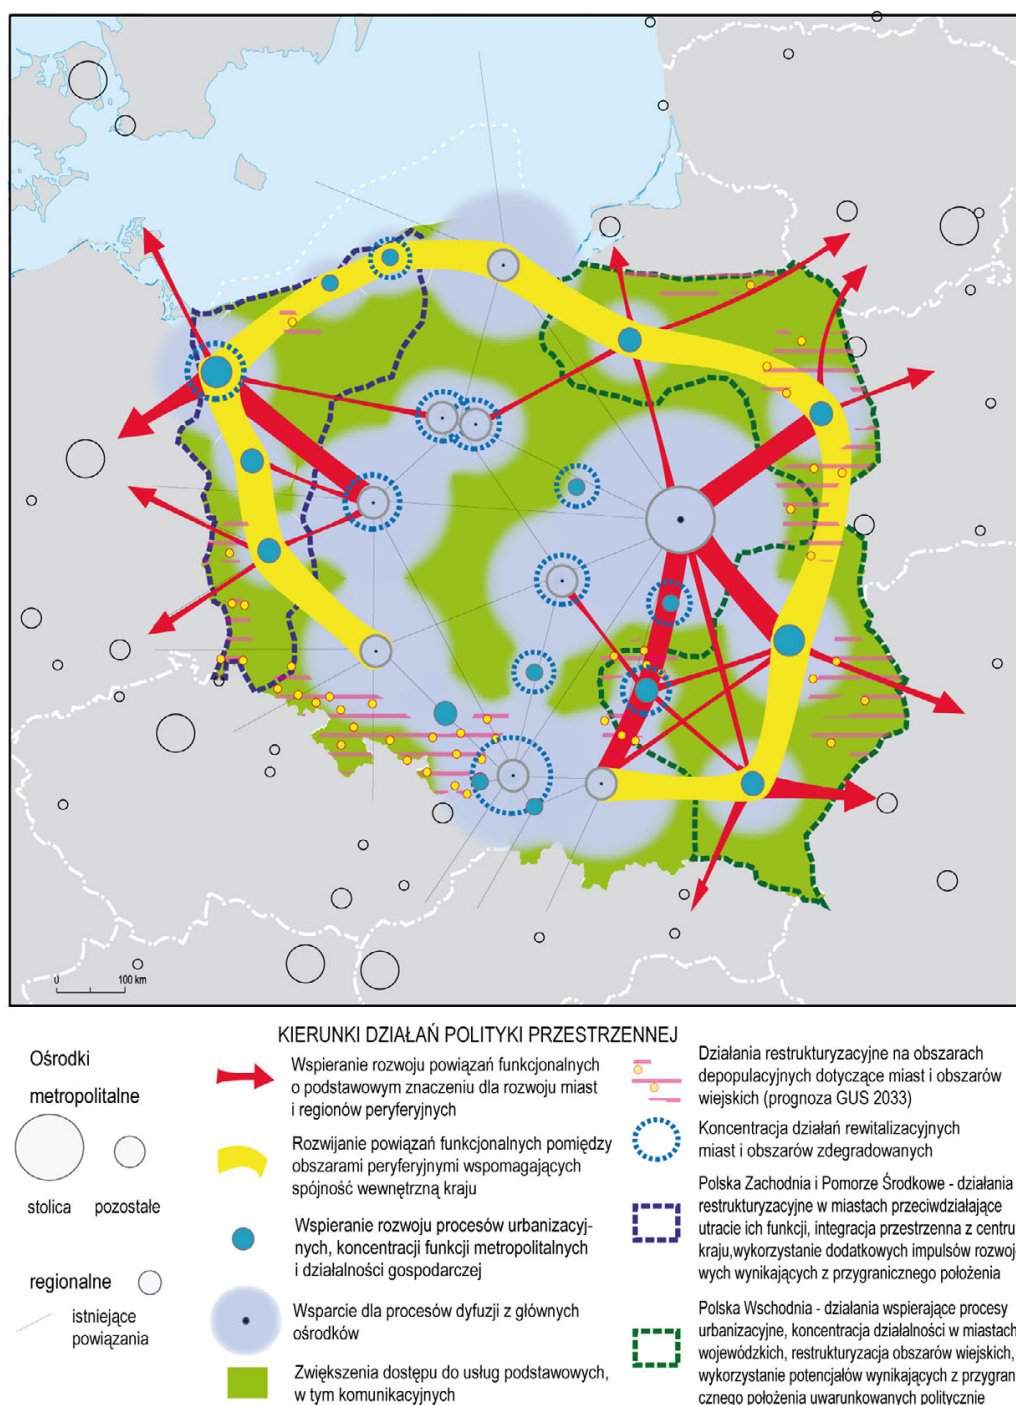 0
100 km
KIERUNKI DZIAŁAŃ POLITYKI PRZESTRZENNEJ
Ośrodki
metropolitalne
stolica
pozostałe
regionalne
istniejące
powiązania
Wspieranie rozwoju powiązań funkcjonalnych
o podstawowym znaczeniu dla rozwoju miast
i regionów peryferyjnych
Rozwijanie powiązań funkcjonalnych pomiędzy
obszarami peryferyjnymi wspomagających
spójność wewnętrzną kraju
Wspieranie rozwoju procesów urbanizacyj-
nych, koncentracji funkcji metropolitalnych
i działalności gospodarczej
Wsparcie dla procesów dyfuzji z głównych
ośrodków
Zwiększenia dostępu do usług podstawowych,
w tym komunikacyjnych
Działania restrukturyzacyjne na obszarach
depopulacyjnych dotyczące miast i obszarów
wiejskich (prognoza GUS 2033)
Koncentracja działań rewitalizacyjnych
miast i obszarów zdegradowanych
Polska Zachodnia i Pomorze Środkowe - działania
restrukturyzacyjne w miastach przeciwdziałające
utracie ich funkcji, integracja przestrzenna z centru
kraju,wykorzystanie dodatkowych impulsów rozwoj
wych wynikających z przygranicznego położenia
Polska Wschodnia - działania wspierające procesy
urbanizacyjne, koncentracja działalności w miastach
wojewódzkich, restrukturyzacja obszarów wiejskich,
wykorzystanie potencjałów wynikających z przygran
cznego położenia uwarunkowanych politycznie